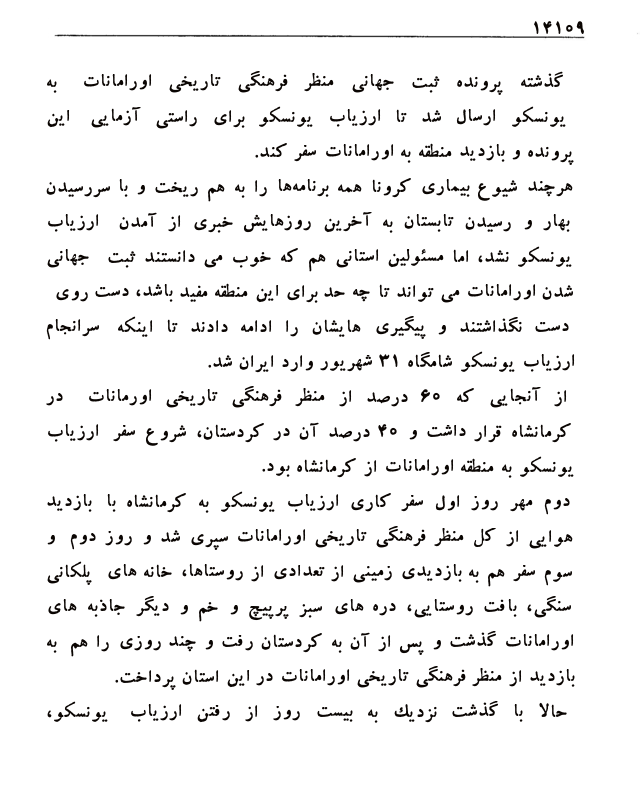 ۱۴۱۰۹
گذشته پرونده ثبت جهانی منظر فرهنگی تاریخی اورامانات به
یونسکو ارسال شد تا ارزیاب یونسکو برای راستی آزمایی این
پرونده و بازدید منطقه به اورامانات سفر کند.
هرچند شیوع بیماری کرونا همه برنامه‌ها را به هم ریخت و با سررسیدن
بهار و رسیدن تابستان به آخرین روزهایش خبری از آمدن ارزیاب
یونسکو نشد، اما مسئولین استانی هم که خوب می دانستند ثبت جهانی
شدن اورامانات می تواند تا چه حد برای این منطقه مفید باشد، دست روی
دست نگذاشتند و پیگیری هایشان را ادامه دادند تا اینکه سرانجام
ارزیاب یونسکو شامگاه ۳۱ شهریور وارد ایران شد.
از آنجایی که ۶۰ درصد از منظر فرهنگی تاریخی اورمانات در
کرمانشاه قرار داشت و ۴۰ درصد آن در کردستان، شروع سفر ارزیاب
یونسکو به منطقه اورامانات از کرمانشاه بود.
دوم مهر روز اول سفر کاری ارزیاب یونسکو به کرمانشاه با بازدید
هوایی از کل منظر فرهنگی تاریخی اورامانات سپری شد و روز دوم و
سوم سفر هم به بازدیدی زمینی از تعدادی از روستاها، خانه های پلکانی
سنگی، بافت روستایی، دره های سبز پرپیچ و خم و دیگر جاذبه های
اورامانات گذشت و پس از آن به کردستان رفت و چند روزی را هم به
بازدید از منظر فرهنگی تاریخی اورامانات در این استان پرداخت.
حالا با گذشت نزدیك به بیست روز از رفتن ارزیاب یونسکو،